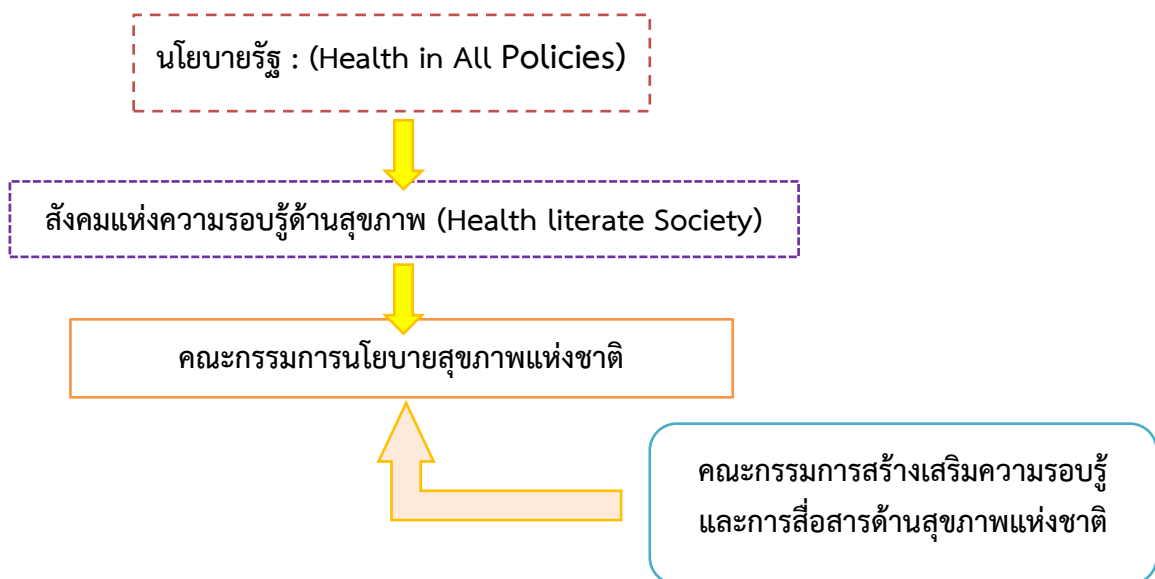 นโยบายรัฐ : (Health in All Policies)
สังคมแห่งความรอบรู้ด้านสุขภาพ (Health literate Society)
คณะกรรมการนโยบายสุขภาพแห่งชาติ
คณะกรรมการสร้างเสริมความรอบรู้
และการสื่อสารด้านสุขภาพแห่งชาติ